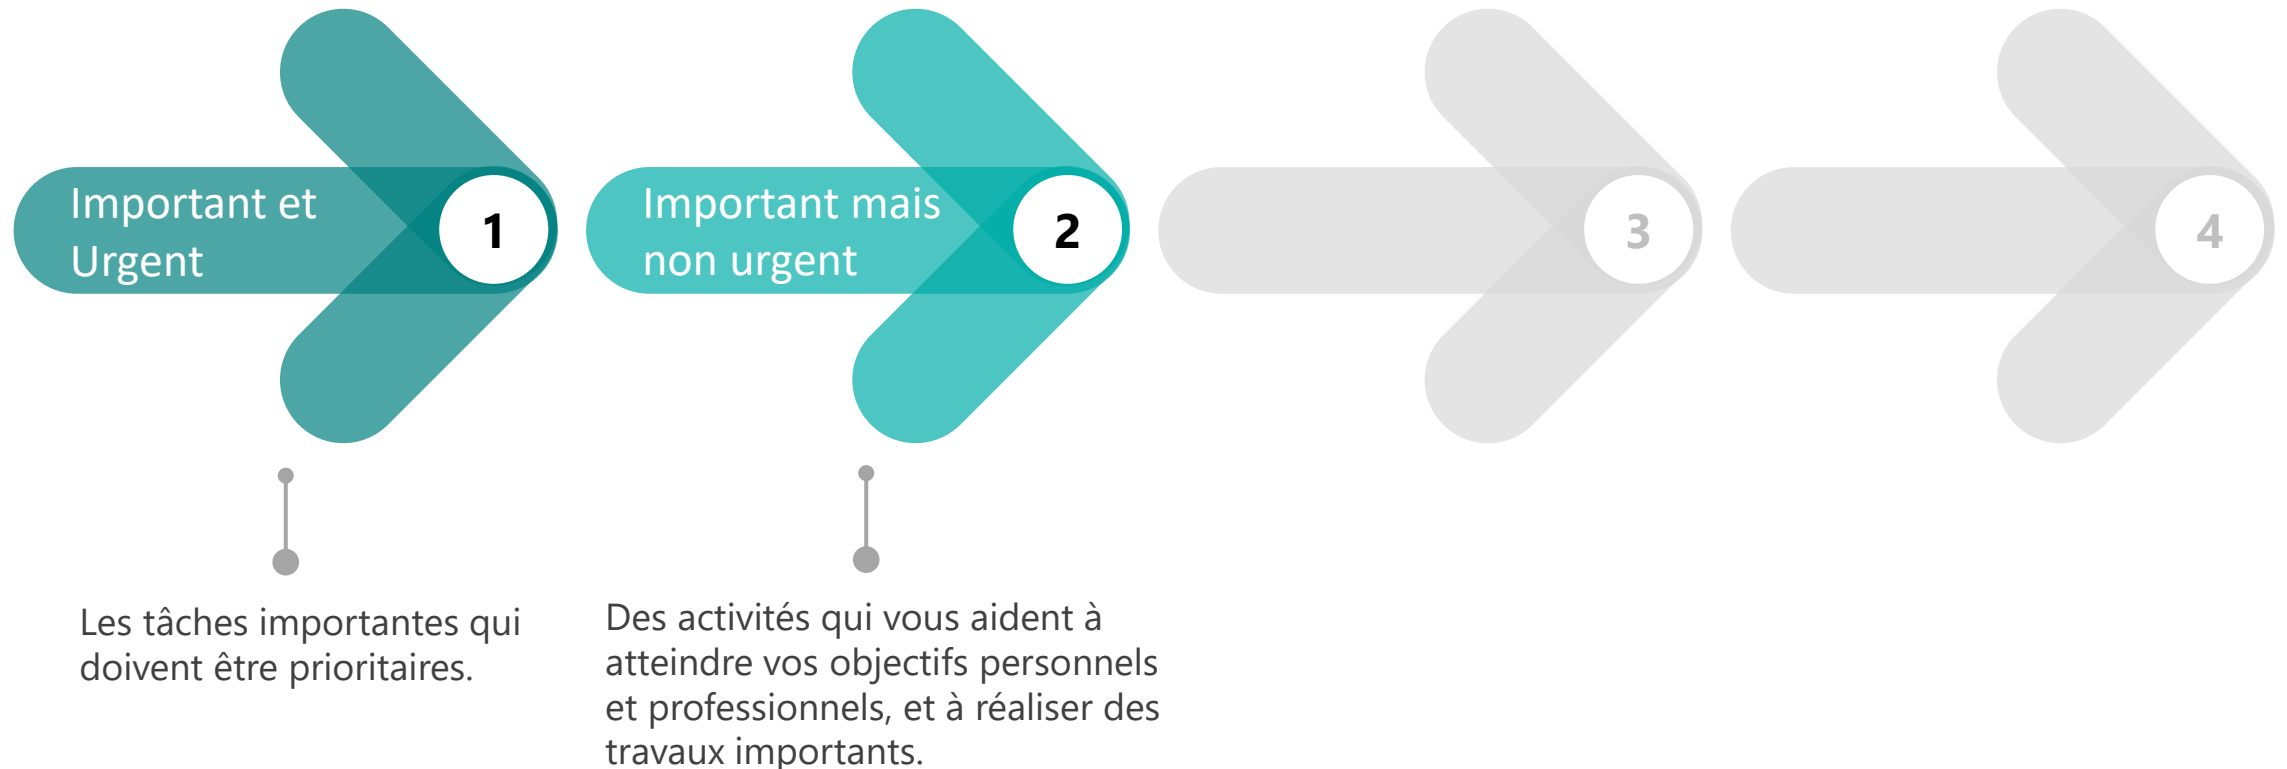 Important et
Urgent
1
Important mais
non urgent
2
3
4
Les tâches importantes qui
doivent être prioritaires.
Des activités qui vous aident à
atteindre vos objectifs personnels
et professionnels, et à réaliser des
travaux importants.